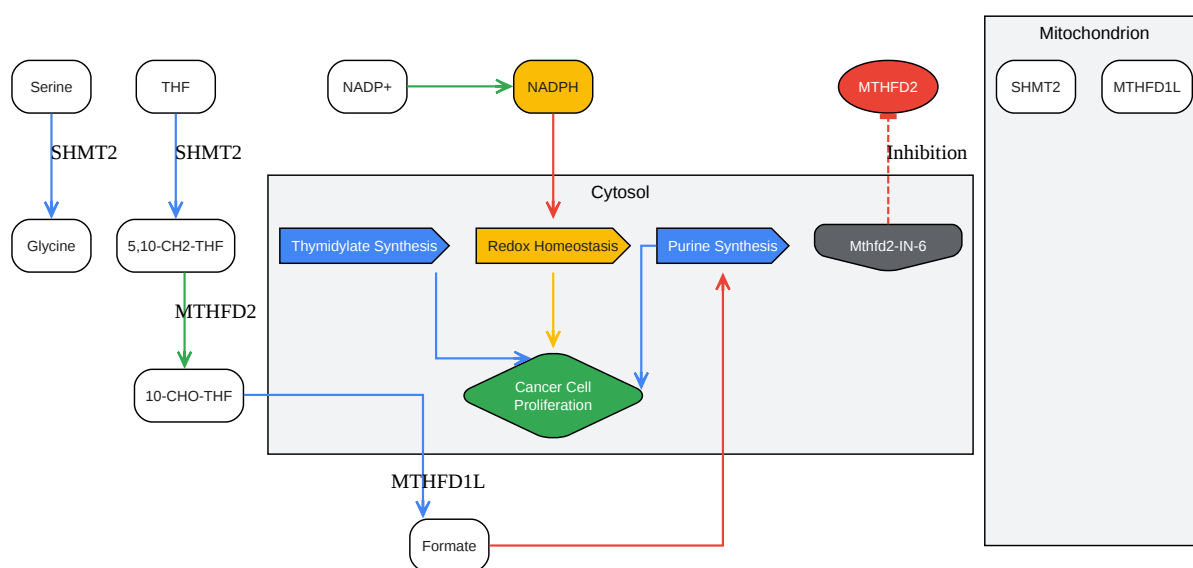 Mitochondrion
Serine
THF
NADP+
NADPH
MTHFD2
SHMT2
MTHFD1L
SHMT2
SHMT2
Inhibition
Cytosol
Glycine
5,10-CH2-THF
Thymidylate Synthesis
Redox Homeostasis
Purine Synthesis
Mthfd2-IN-6
MTHFD2
10-CHO-THF
Cancer Cell
Proliferation
MTHFD1L
Formate